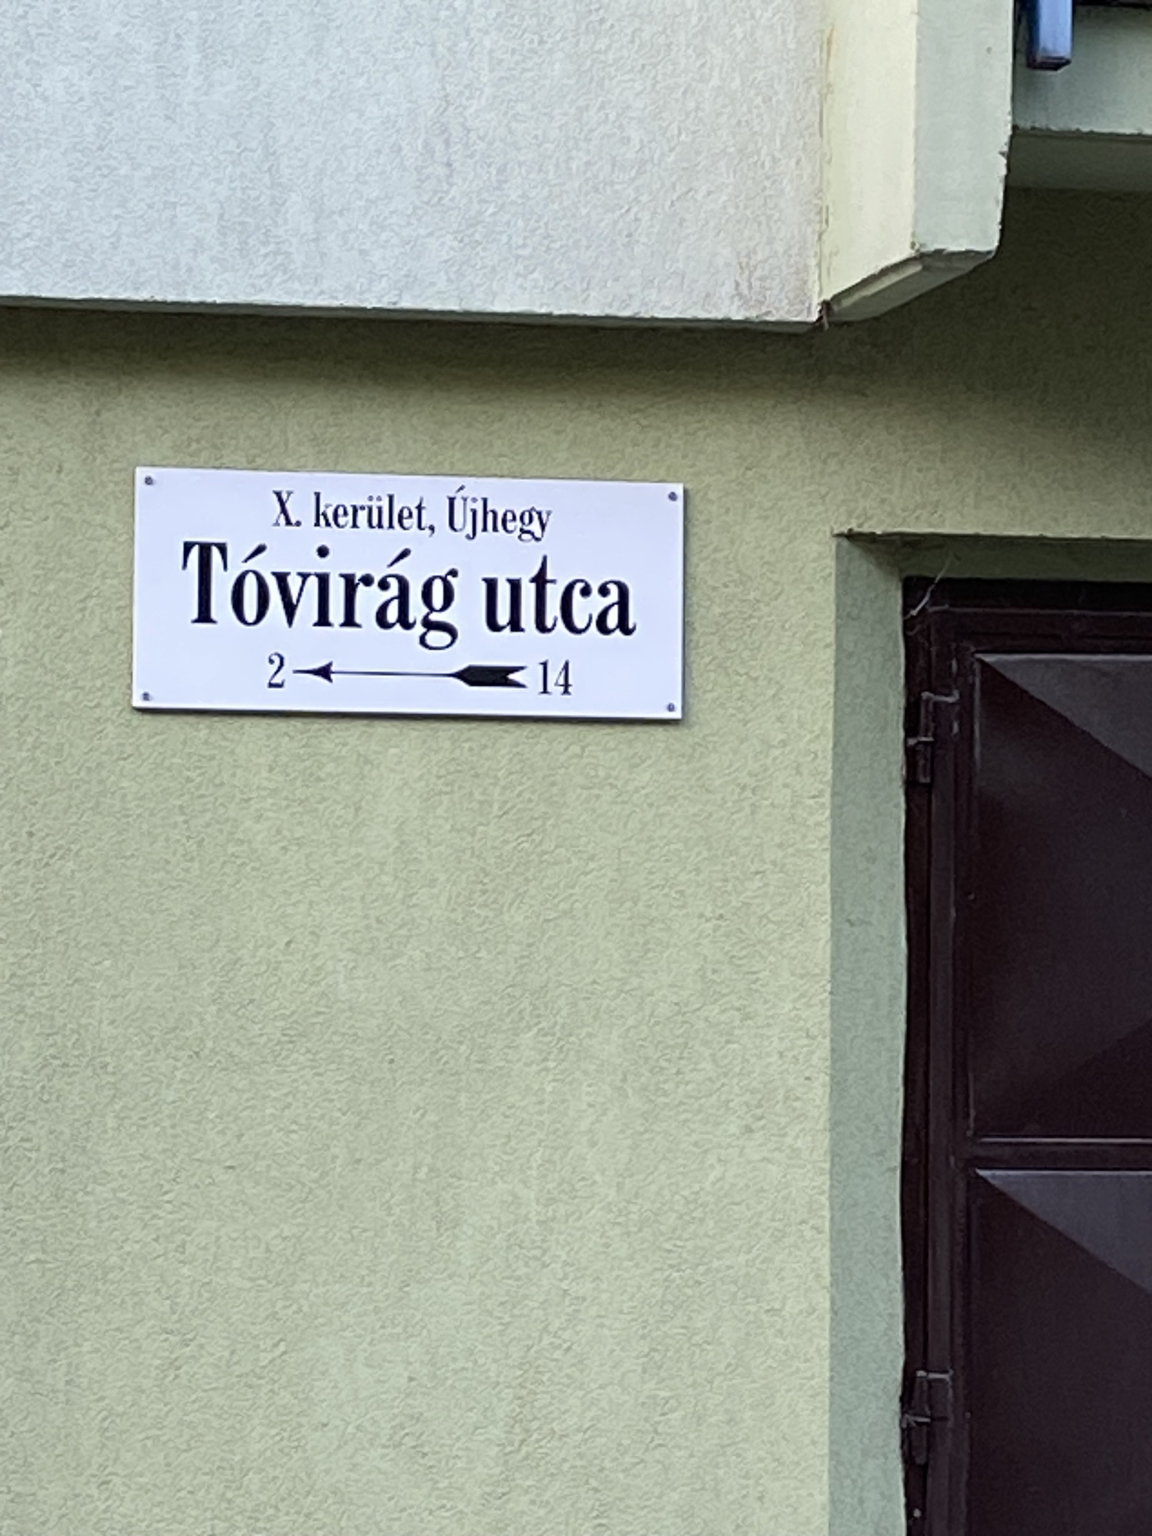 X. kerület, Újhegy
Tóvirág utca
2 14